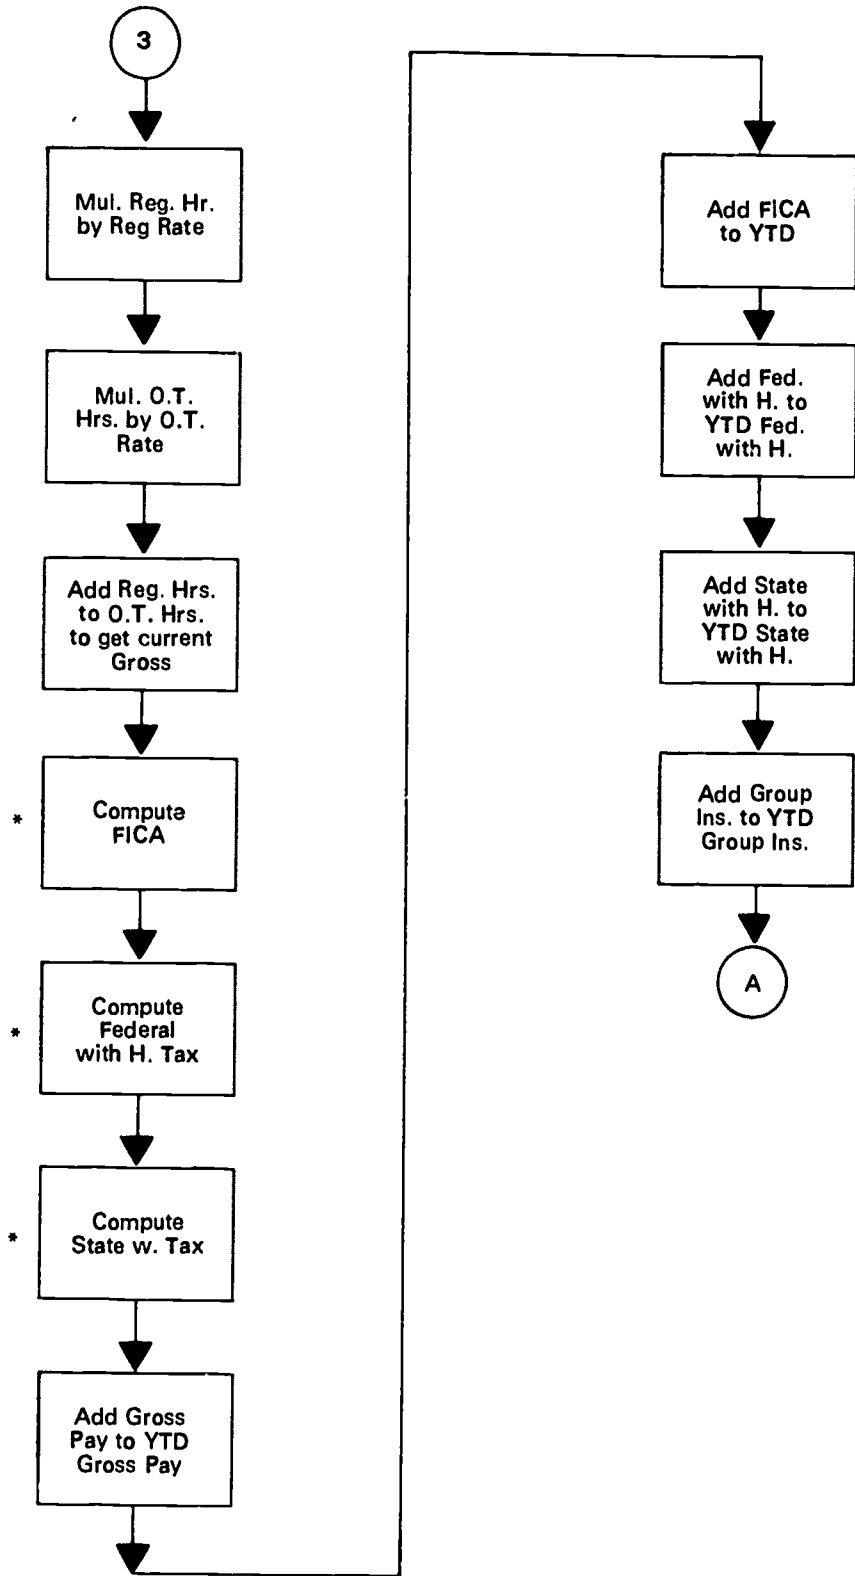 3
Mul. Reg. Hr.
by Reg Rate
Mul. O.T.
Hrs. by O.T.
Rate
Add Reg. Hrs.
to O.T. Hrs.
to get current
Gross
*
Compute
FICA
*
Compute
Federal
with H. Tax
*
Compute
State w. Tax
Add Gross
Pay to YTD
Gross Pay
Add FICA
to YTD
Add Fed.
with H. to
YTD Fed.
with H.
Add State
with H. to
YTD State
with H.
Add Group
Ins. to YTD
Group Ins.
A